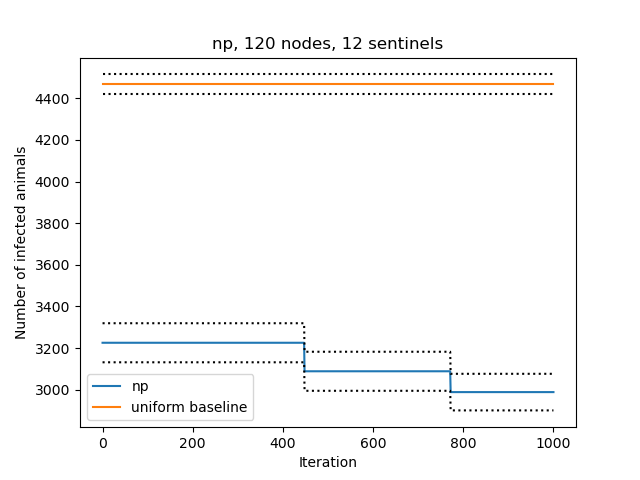 np, 120 nodes, 12 sentinels
Number of infected animals
4400
4200
4000
3800
3600
3400
3200
3000
np
uniform baseline
0 200 400 600 800 1000
Iteration